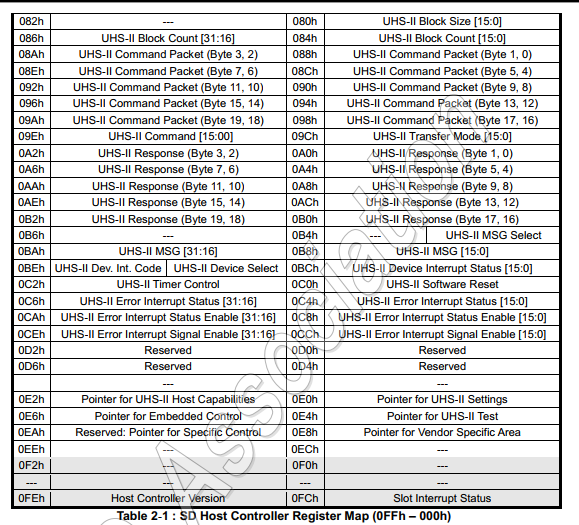 082h --- 080h UHS-II Block Size [15:0]
086h UHS-II Block Count [31:16] 084h UHS-II Block Count [15:0]
08Ah UHS-II Command Packet (Byte 3, 2) 088h UHS-II Command Packet (Byte 1, 0)
08Eh UHS-II Command Packet (Byte 7, 6) 08Ch UHS-II Command Packet (Byte 5, 4)
092h UHS-II Command Packet (Byte 11, 10) 090h UHS-II Command Packet (Byte 9, 8)
096h UHS-II Command Packet (Byte 15, 14) 094h UHS-II Command Packet (Byte 13, 12)
09Ah UHS-II Command Packet (Byte 19, 18) 098h UHS-II Command Packet (Byte 17, 16)
09Eh UHS-II Command [15:00] 09Ch UHS-II Transfer Mode [15:0]
0A2h UHS-II Response (Byte 3, 2) 0A0h UHS-II Response (Byte 1, 0)
0A6h UHS-II Response (Byte 7, 6) 0A4h UHS-II Response (Byte 5, 4)
0AAh UHS-II Response (Byte 11, 10) 0A8h UHS-II Response (Byte 9, 8)
0AEh UHS-II Response (Byte 15, 14) 0ACh UHS-II Response (Byte 13, 12)
0B2h UHS-II Response (Byte 19, 18) 0B0h UHS-II Response (Byte 17, 16)
0B6h --- 0B4h --- UHS-II MSG Select
0BAh UHS-II MSG [31:16] 0B8h UHS-II MSG [15:0]
0BEh UHS-II Dev. Int. Code UHS-II Device Select 0BCh UHS-II Device Interrupt Status [15:0]
0C2h UHS-II Timer Control 0C0h UHS-II Software Reset
0C6h UHS-II Error Interrupt Status [31:16] 0C4h UHS-II Error Interrupt Status [15:0]
0CAh UHS-II Error Interrupt Status Enable [31:16] 0C8h UHS-II Error Interrupt Status Enable [15:0]
0CEh UHS-II Error Interrupt Signal Enable [31:16] 0CCh UHS-II Error Interrupt Signal Enable [15:0]
0D2h Reserved 0D0h Reserved
0D6h Reserved 0D4h Reserved
--- ---
0E2h Pointer for UHS-II Host Capabilities 0E0h Pointer for UHS-II Settings
0E6h Pointer for Embedded Control 0E4h Pointer for UHS-II Test
0EAh Reserved: Pointer for Specific Control 0E8h Pointer for Vendor Specific Area
0EEh --- 0ECh ---
0F2h --- 0F0h ---
--- --- --- ---
0FEh Host Controller Version 0FCh Slot Interrupt Status
Table 2-1 : SD Host Controller Register Map (0FFh – 000h)
Association